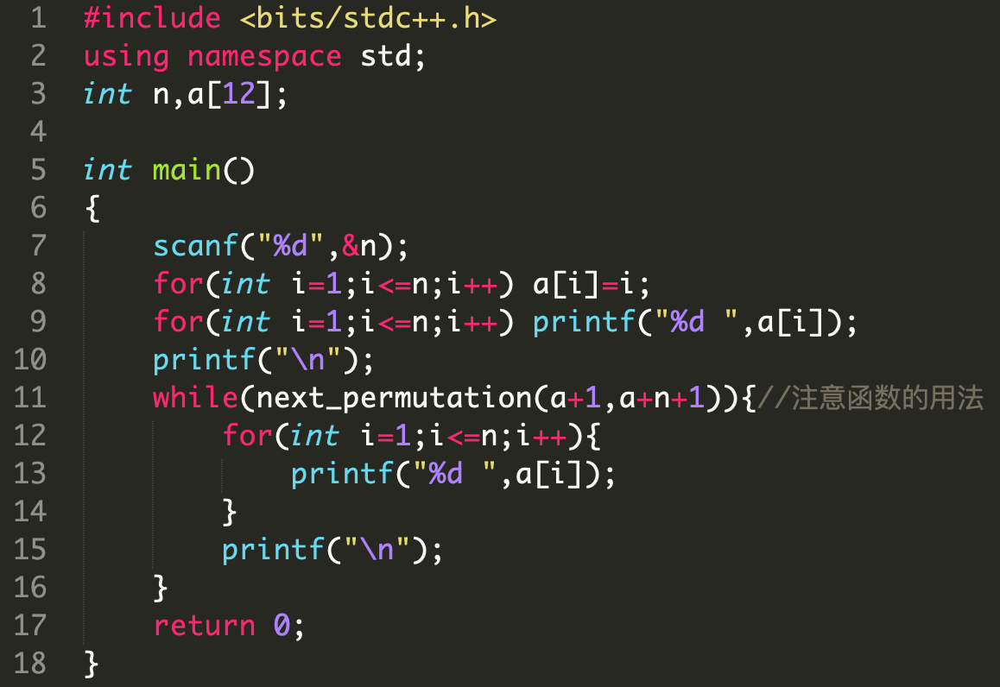 1 #include <bits/stdc++.h>
2 using namespace std;
3 int n,a[12];
4
5 int main()
6 {
7     scanf("%d",&n);
8     for(int i=1;i<=n;i++) a[i]=i;
9     for(int i=1;i<=n;i++) printf("%d ",a[i]);
10     printf("\n");
11     while(next_permutation(a+1,a+n+1)){//注意函数的用法
12         for(int i=1;i<=n;i++){
13             printf("%d ",a[i]);
14         }
15         printf("\n");
16     }
17     return 0;
18 }